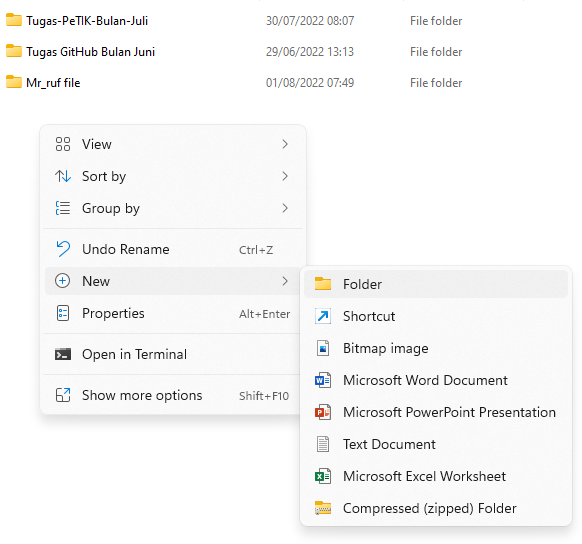 Tugas-PeTIK-Bulan-Juli 30/07/2022 08:07 File folder
Tugas GitHub Bulan Juni 29/06/2022 13:13 File folder
Mr_ruf file 01/08/2022 07:49 File folder
View
Sort by
Group by
Undo Rename Ctrl+Z
New
Properties Alt+Enter
Open in Terminal
Show more options Shift+F10
Folder
Shortcut
Bitmap image
Microsoft Word Document
Microsoft PowerPoint Presentation
Text Document
Microsoft Excel Worksheet
Compressed (zipped) Folder